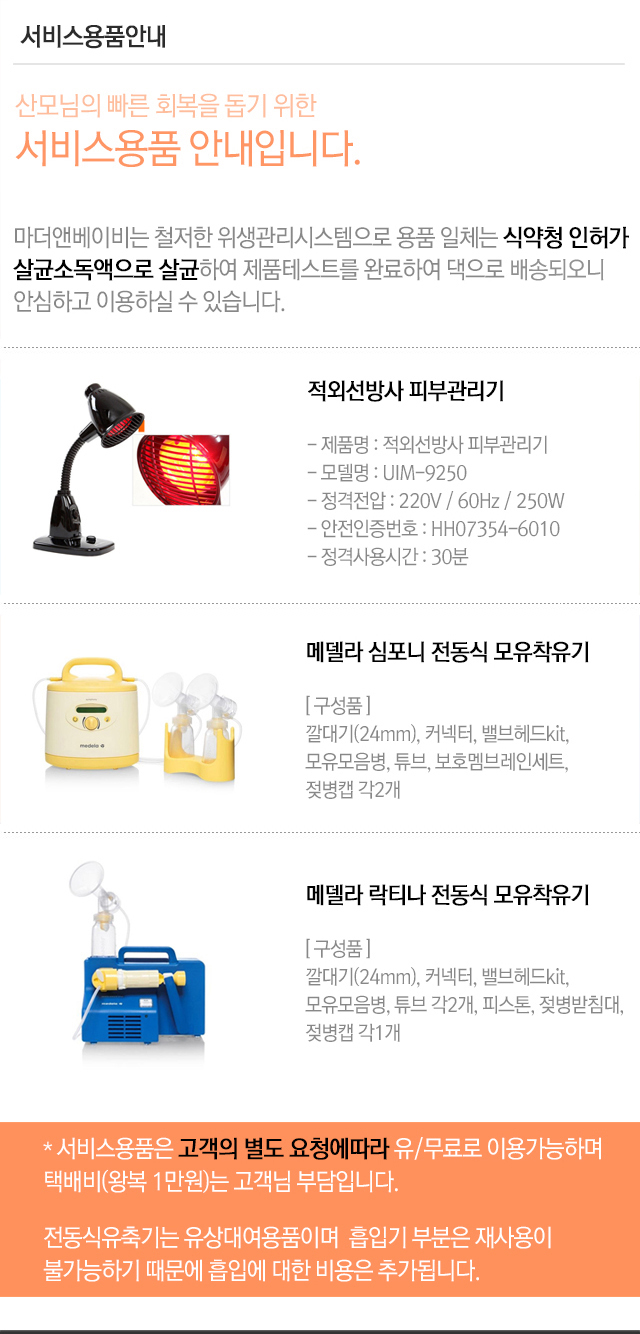 서비스용품안내
산모님의 빠른 회복을 돕기 위한
서비스용품 안내입니다.
마더앤베이비는 철저한 위생관리시스템으로 용품 일체는 식약청 인허가
살균소독액으로 살균하여 제품테스트를 완료하여 댁으로 배송되오니
안심하고 이용하실 수 있습니다.
적외선방사 피부관리기
- 제품명 : 적외선방사 피부관리기
- 모델명 : UIM-9250
- 정격전압 : 220V / 60Hz / 250W
- 안전인증번호 : HH07354-6010
- 정격사용시간 : 30분
메델라 심포니 전동식 모유착유기
[ 구성품 ]
깔대기(24mm), 커넥터, 밸브헤드kit,
모유모음병, 튜브, 보호멤브레인세트,
젖병캡 각2개
medela
메델라 락티나 전동식 모유착유기
[ 구성품 ]
깔대기(24mm), 커넥터, 밸브헤드kit,
모유모음병, 튜브 각2개, 피스톤, 젖병받침대,
젖병캡 각1개
medela
* 서비스용품은 고객의 별도 요청에따라 유/무료로 이용가능하며
택배비(왕복 1만원)는 고객님 부담입니다.
전동식유축기는 유상대여용품이며 흡입기 부분은 재사용이
불가능하기 때문에 흡입에 대한 비용은 추가됩니다.